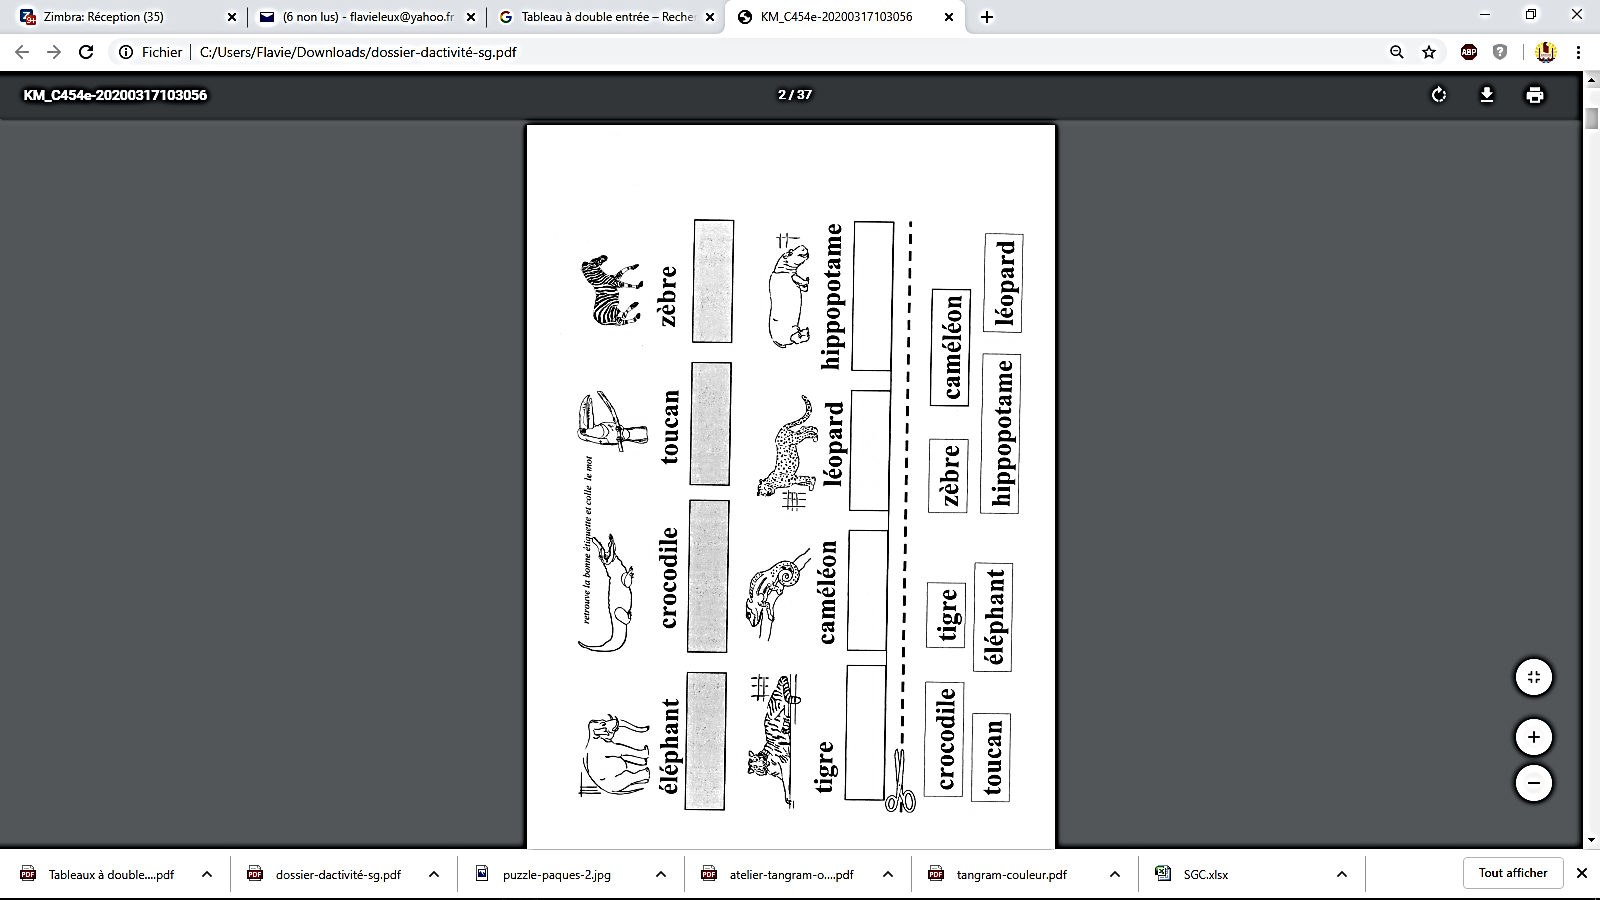 Zimbra: Réception (35)
(6 non lus) - flavieleux@yahoo.fr
Tableau à double entrée – Recher
KM_C454e-20200317103056
Fichier
C:/Users/Flavie/Downloads/dossier-dactivité-sg.pdf
ABP
KM_C454e-20200317103056
2 / 37
retrouve la bonne étiquette et colle le mot
éléphant
crocodile
toucan
zèbre
tigre
caméléon
léopard
hippopotame
crocodile
tigre
zèbre
caméléon
toucan
éléphant
hippopotame
léopard
Tableaux à double....pdf
dossier-dactivité-sg.pdf
puzzle-paques-2.jpg
atelier-tangram-o....pdf
tangram-couleur.pdf
SGC.xlsx
Tout afficher